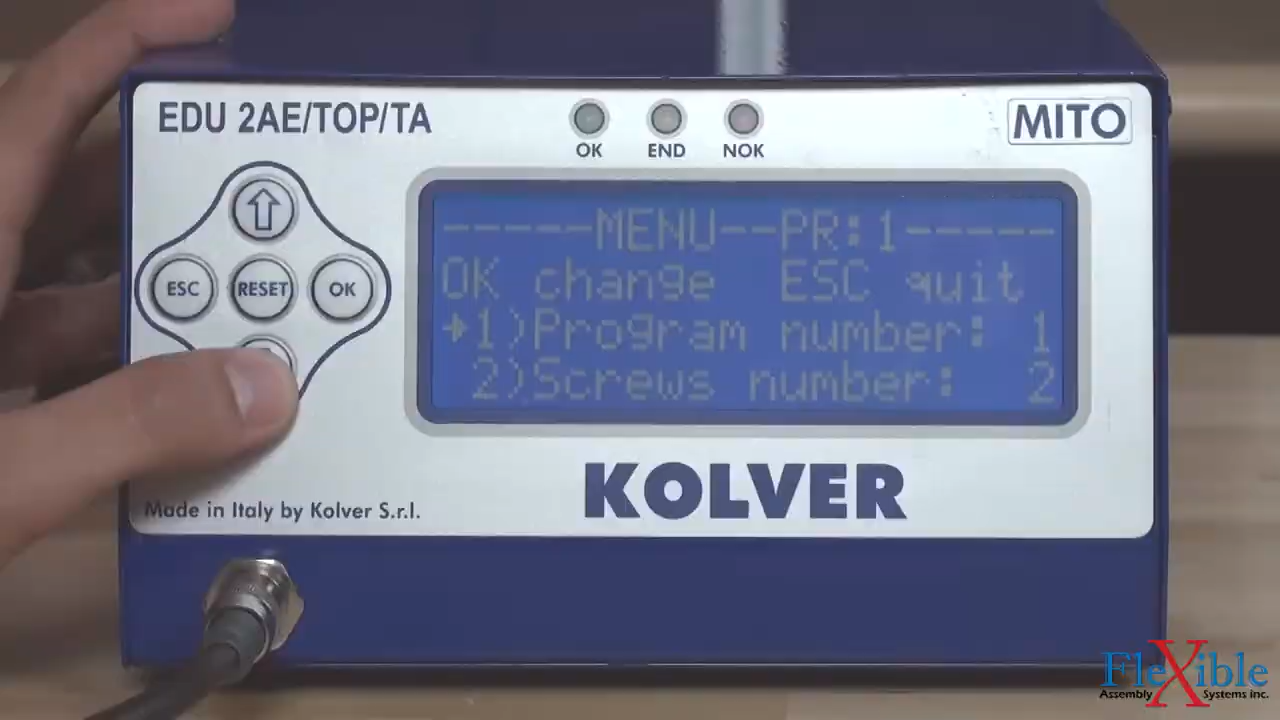 EDU 2AE/TOP/TA
OK
END
NOK
MITO
ESC
RESET
OK
-----MENU--PR:1-----
OK change  ESC quit
→1)Program number: 1
2)Screws number: 2
KOLVER
Made in Italy by Kolver S.r.l.
FleXible
Assembly Systems inc.